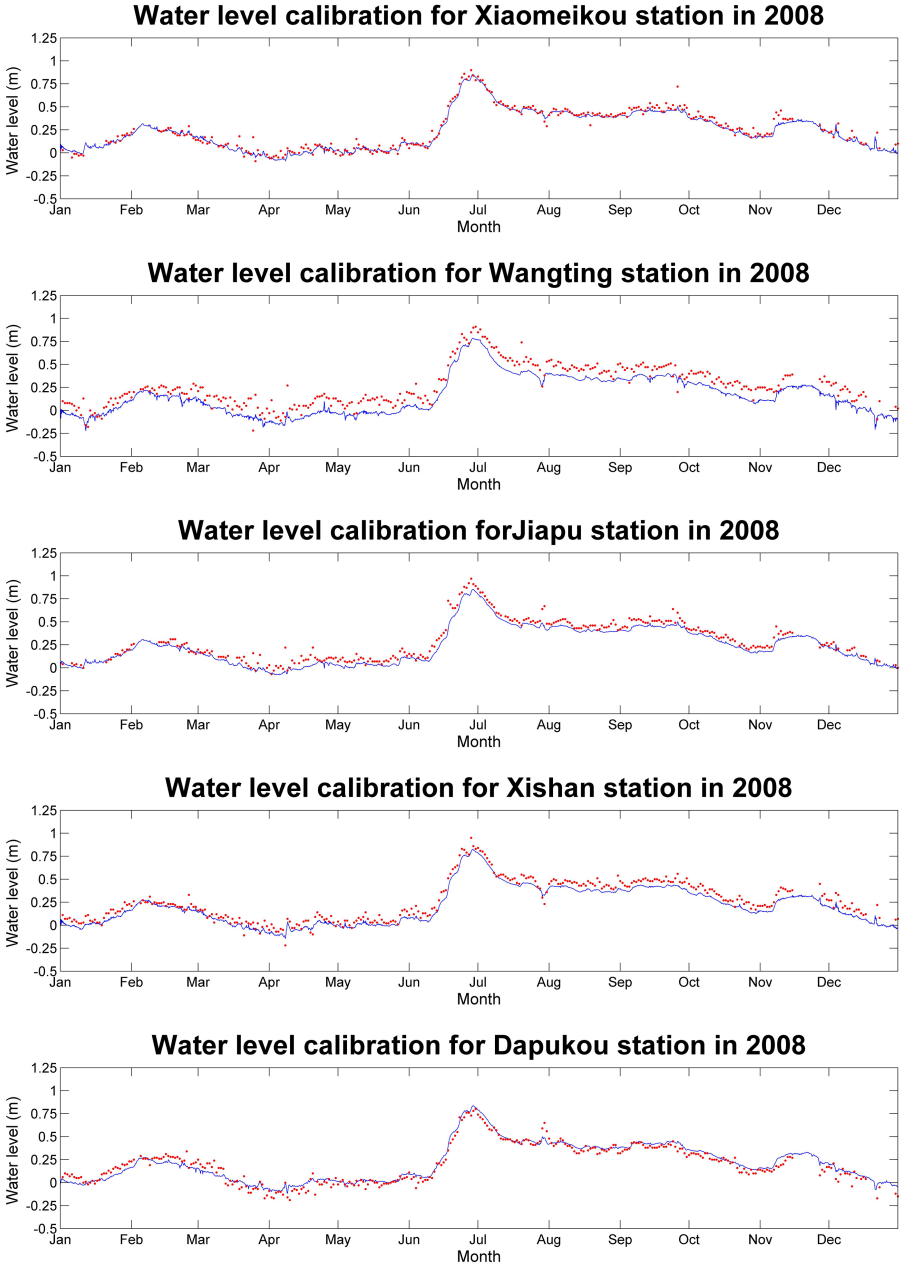 Water level calibration for Xiaomeikou station in 2008
1.25
1
0.75
0.5
0.25
0
-0.25
-0.5
Water level (m)
Jan Feb Mar Apr May Jun Jul Aug Sep Oct Nov Dec
Month
Water level calibration for Wangting station in 2008
1.25
1
0.75
0.5
0.25
0
-0.25
-0.5
Water level (m)
Jan Feb Mar Apr May Jun Jul Aug Sep Oct Nov Dec
Month
Water level calibration forJiapu station in 2008
1.25
1
0.75
0.5
0.25
0
-0.25
-0.5
Water level (m)
Jan Feb Mar Apr May Jun Jul Aug Sep Oct Nov Dec
Month
Water level calibration for Xishan station in 2008
1.25
1
0.75
0.5
0.25
0
-0.25
-0.5
Water level (m)
Jan Feb Mar Apr May Jun Jul Aug Sep Oct Nov Dec
Month
Water level calibration for Dapukou station in 2008
1.25
1
0.75
0.5
0.25
0
-0.25
-0.5
Water level (m)
Jan Feb Mar Apr May Jun Jul Aug Sep Oct Nov Dec
Month